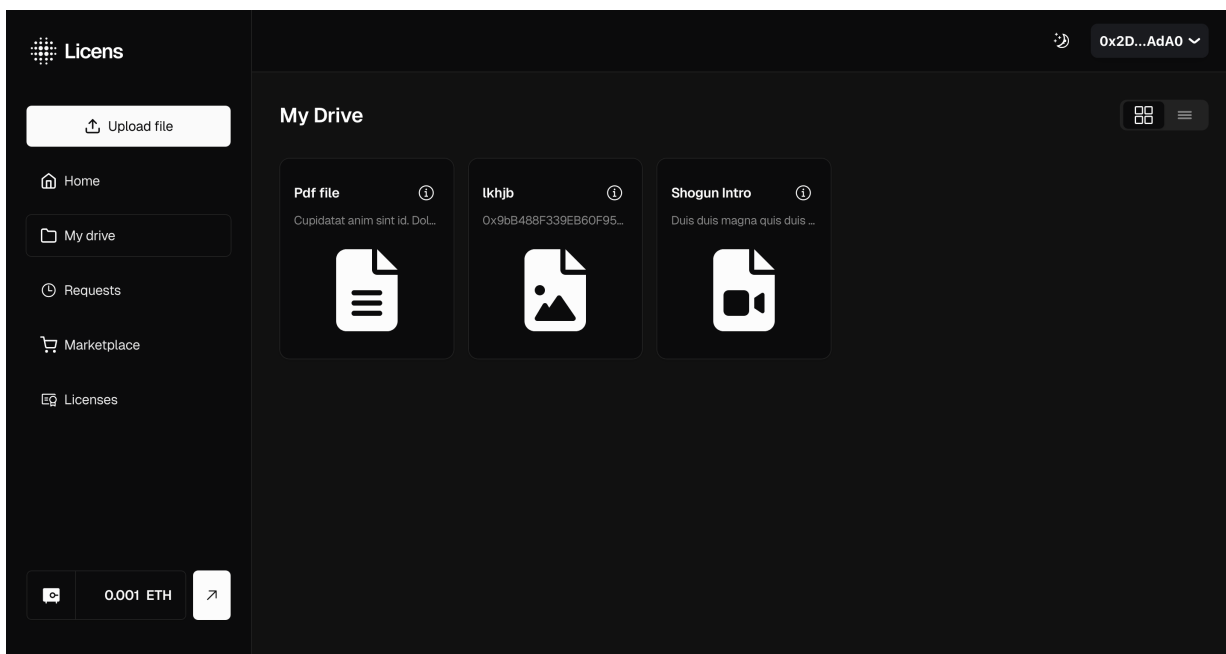 Licens
0x2D...AdA0
Upload file
Home
My drive
Requests
Marketplace
Licenses
0.001 ETH
My Drive
Pdf file
Cupidatat anim sint id. Dol...
lkhjb
0x9bB488F339EB60F95...
Shogun Intro
Duis duis magna quis duis ...